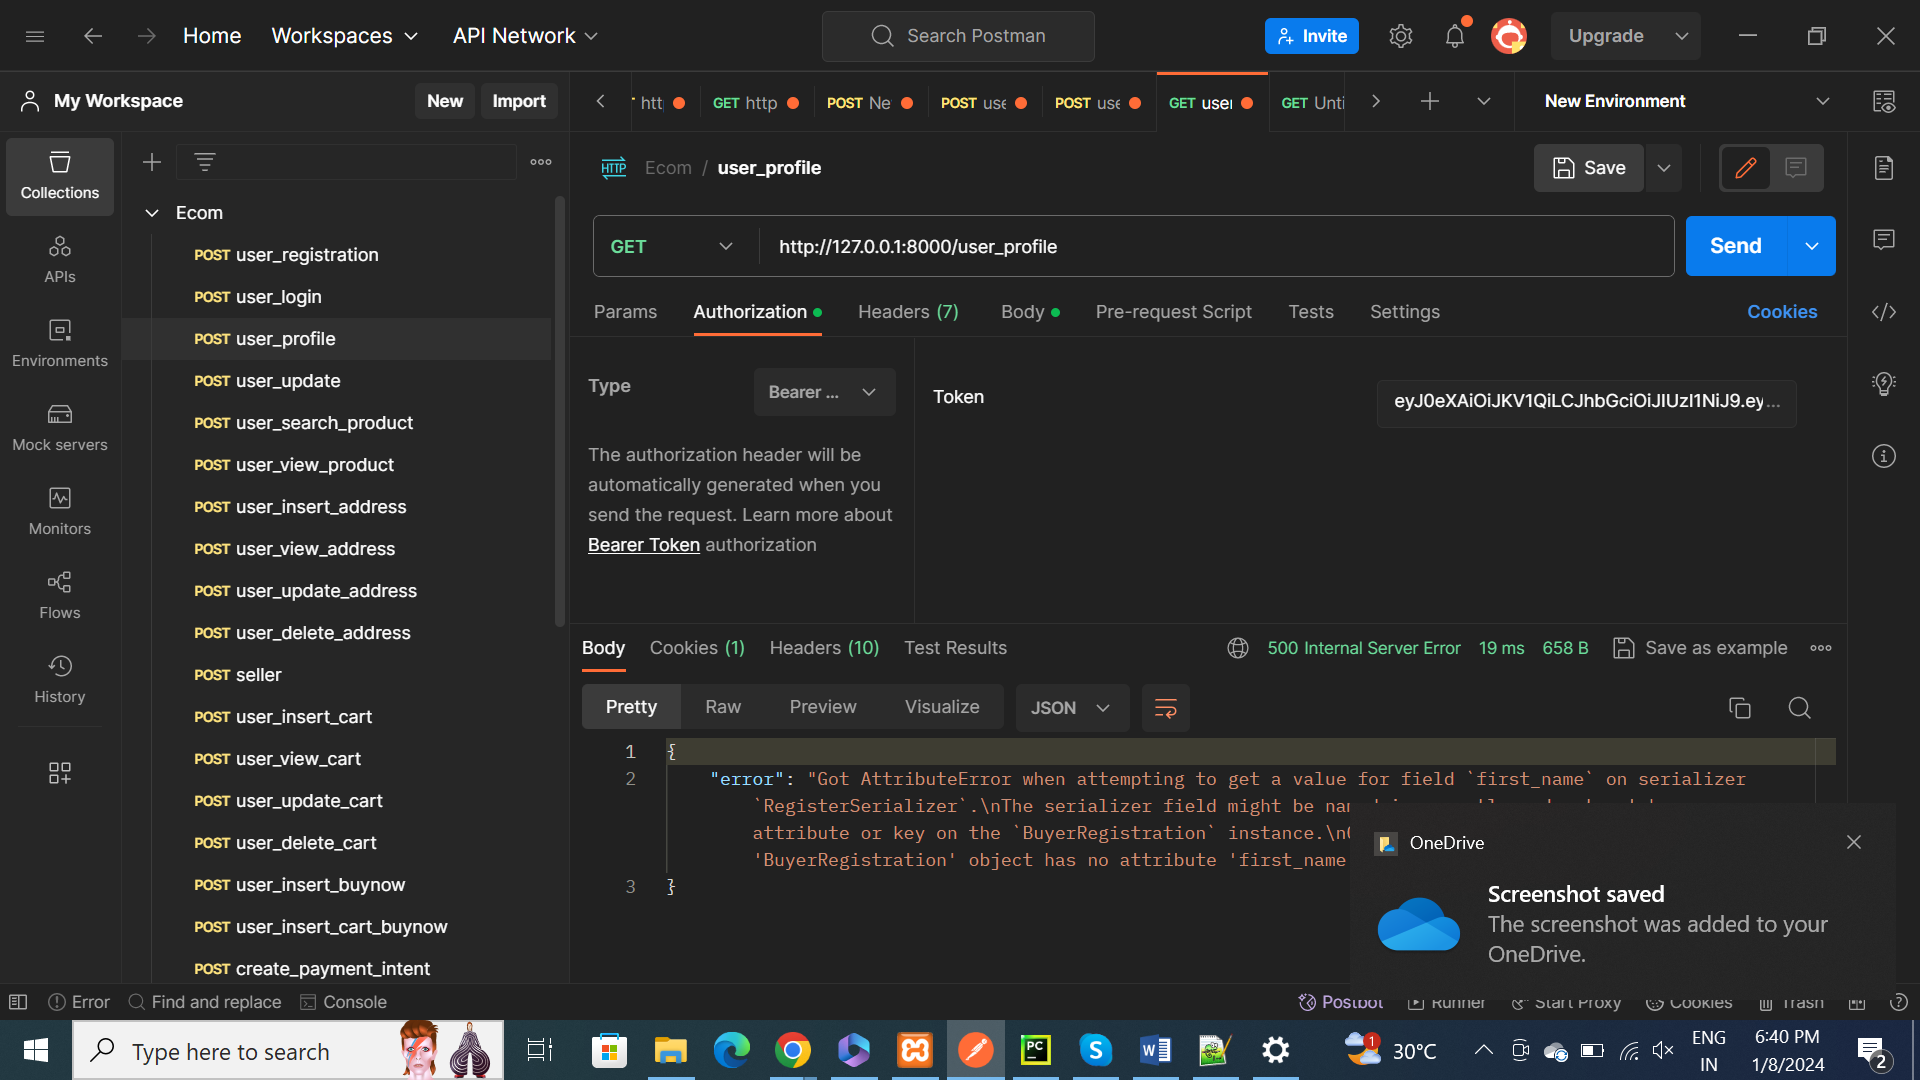 Home
Workspaces
API Network
Search Postman
Invite
Upgrade
My Workspace
New
Import
GET http
POST Ne
POST use
POST use
GET use
GET Unti
New Environment
Collections
APIs
Environments
Mock servers
Monitors
Flows
History
Ecom
POST user_registration
POST user_login
POST user_profile
POST user_update
POST user_search_product
POST user_view_product
POST user_insert_address
POST user_view_address
POST user_update_address
POST user_delete_address
POST seller
POST user_insert_cart
POST user_view_cart
POST user_update_cart
POST user_delete_cart
POST user_insert_buynow
POST user_insert_cart_buynow
POST create_payment_intent
HTTP Ecom / user_profile
Save
GET
http://127.0.0.1:8000/user_profile
Send
Params
Authorization
Headers (7)
Body
Pre-request Script
Tests
Settings
Cookies
Type
Bearer ...
The authorization header will be
automatically generated when you
send the request. Learn more about
Bearer Token authorization
Token
eyJ0eXAiOiJKV1QiLCJhbGciOiJIUzI1NiJ9.ey...
Body
Cookies (1)
Headers (10)
Test Results
500 Internal Server Error
19 ms
658 B
Save as example
Pretty
Raw
Preview
Visualize
JSON
1 {
2 "error": "Got AttributeError when attempting to get a value for field `first_name` on serializer
`RegisterSerializer`.\nThe serializer field might be
attribute or key on the `BuyerRegistration` instance.\n
'BuyerRegistration' object has no attribute 'first_name
3 }
OneDrive
Screenshot saved
The screenshot was added to your
OneDrive.
Error
Find and replace
Console
Postbot
Runner
Start Proxy
Cookies
Trash
Type here to search
PC
S
W
1
30°C
ENG
IN
6:40 PM
1/8/2024
2